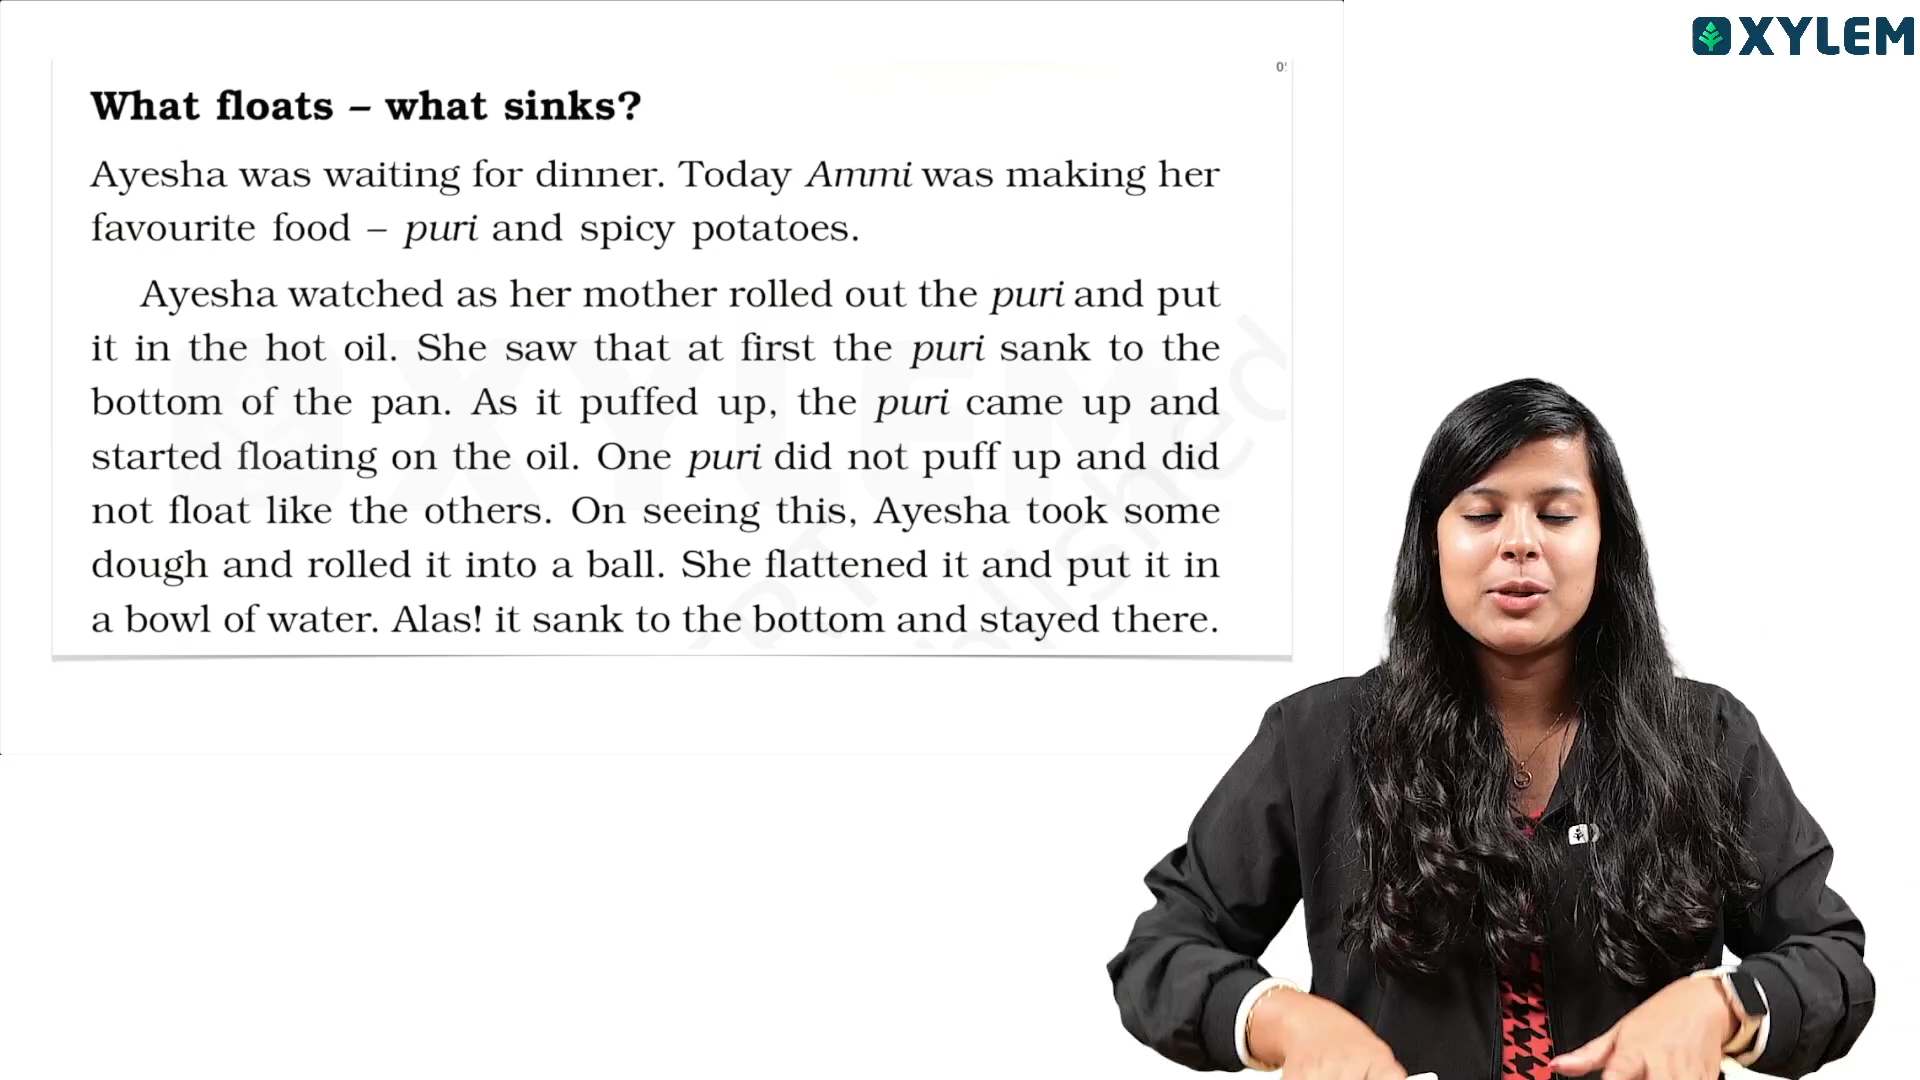 XYLEM
What floats – what sinks?
Ayesha was waiting for dinner. Today Ammi was making her
favourite food – puri and spicy potatoes.
Ayesha watched as her mother rolled out the puri and put
it in the hot oil. She saw that at first the puri sank to the
bottom of the pan. As it puffed up, the puri came up and
started floating on the oil. One puri did not puff up and did
not float like the others. On seeing this, Ayesha took some
dough and rolled it into a ball. She flattened it and put it in
a bowl of water. Alas! it sank to the bottom and stayed there.
XYLEM